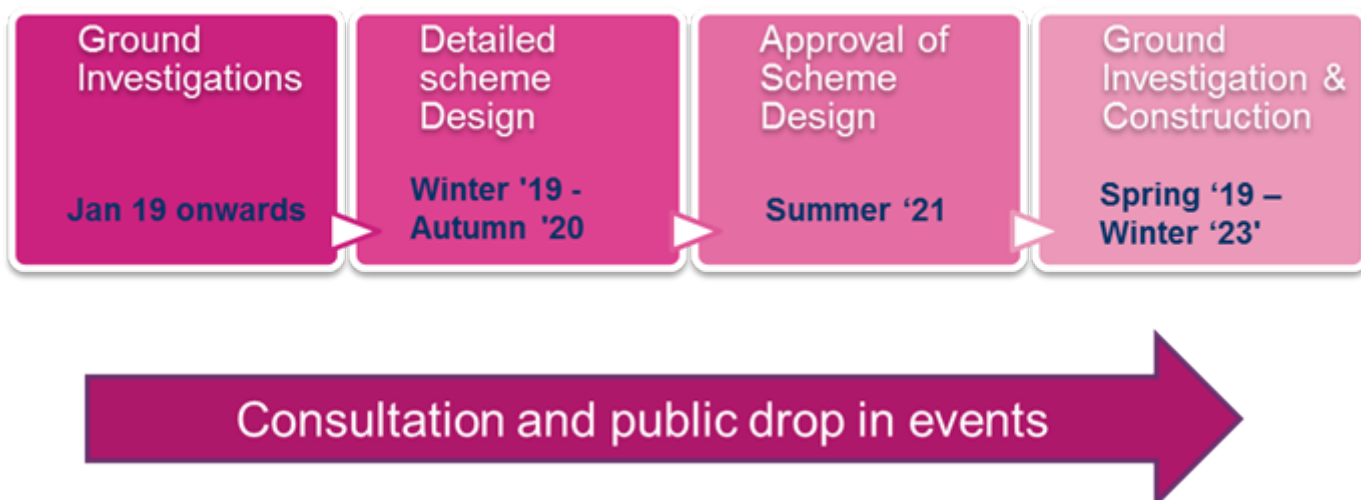 Ground
Investigations
Jan 19 onwards
Detailed
scheme
Design
Winter '19 -
Autumn '20
Approval of
Scheme
Design
Summer ‘21
Ground
Investigation &
Construction
Spring ‘19 –
Winter ‘23'
Consultation and public drop in events